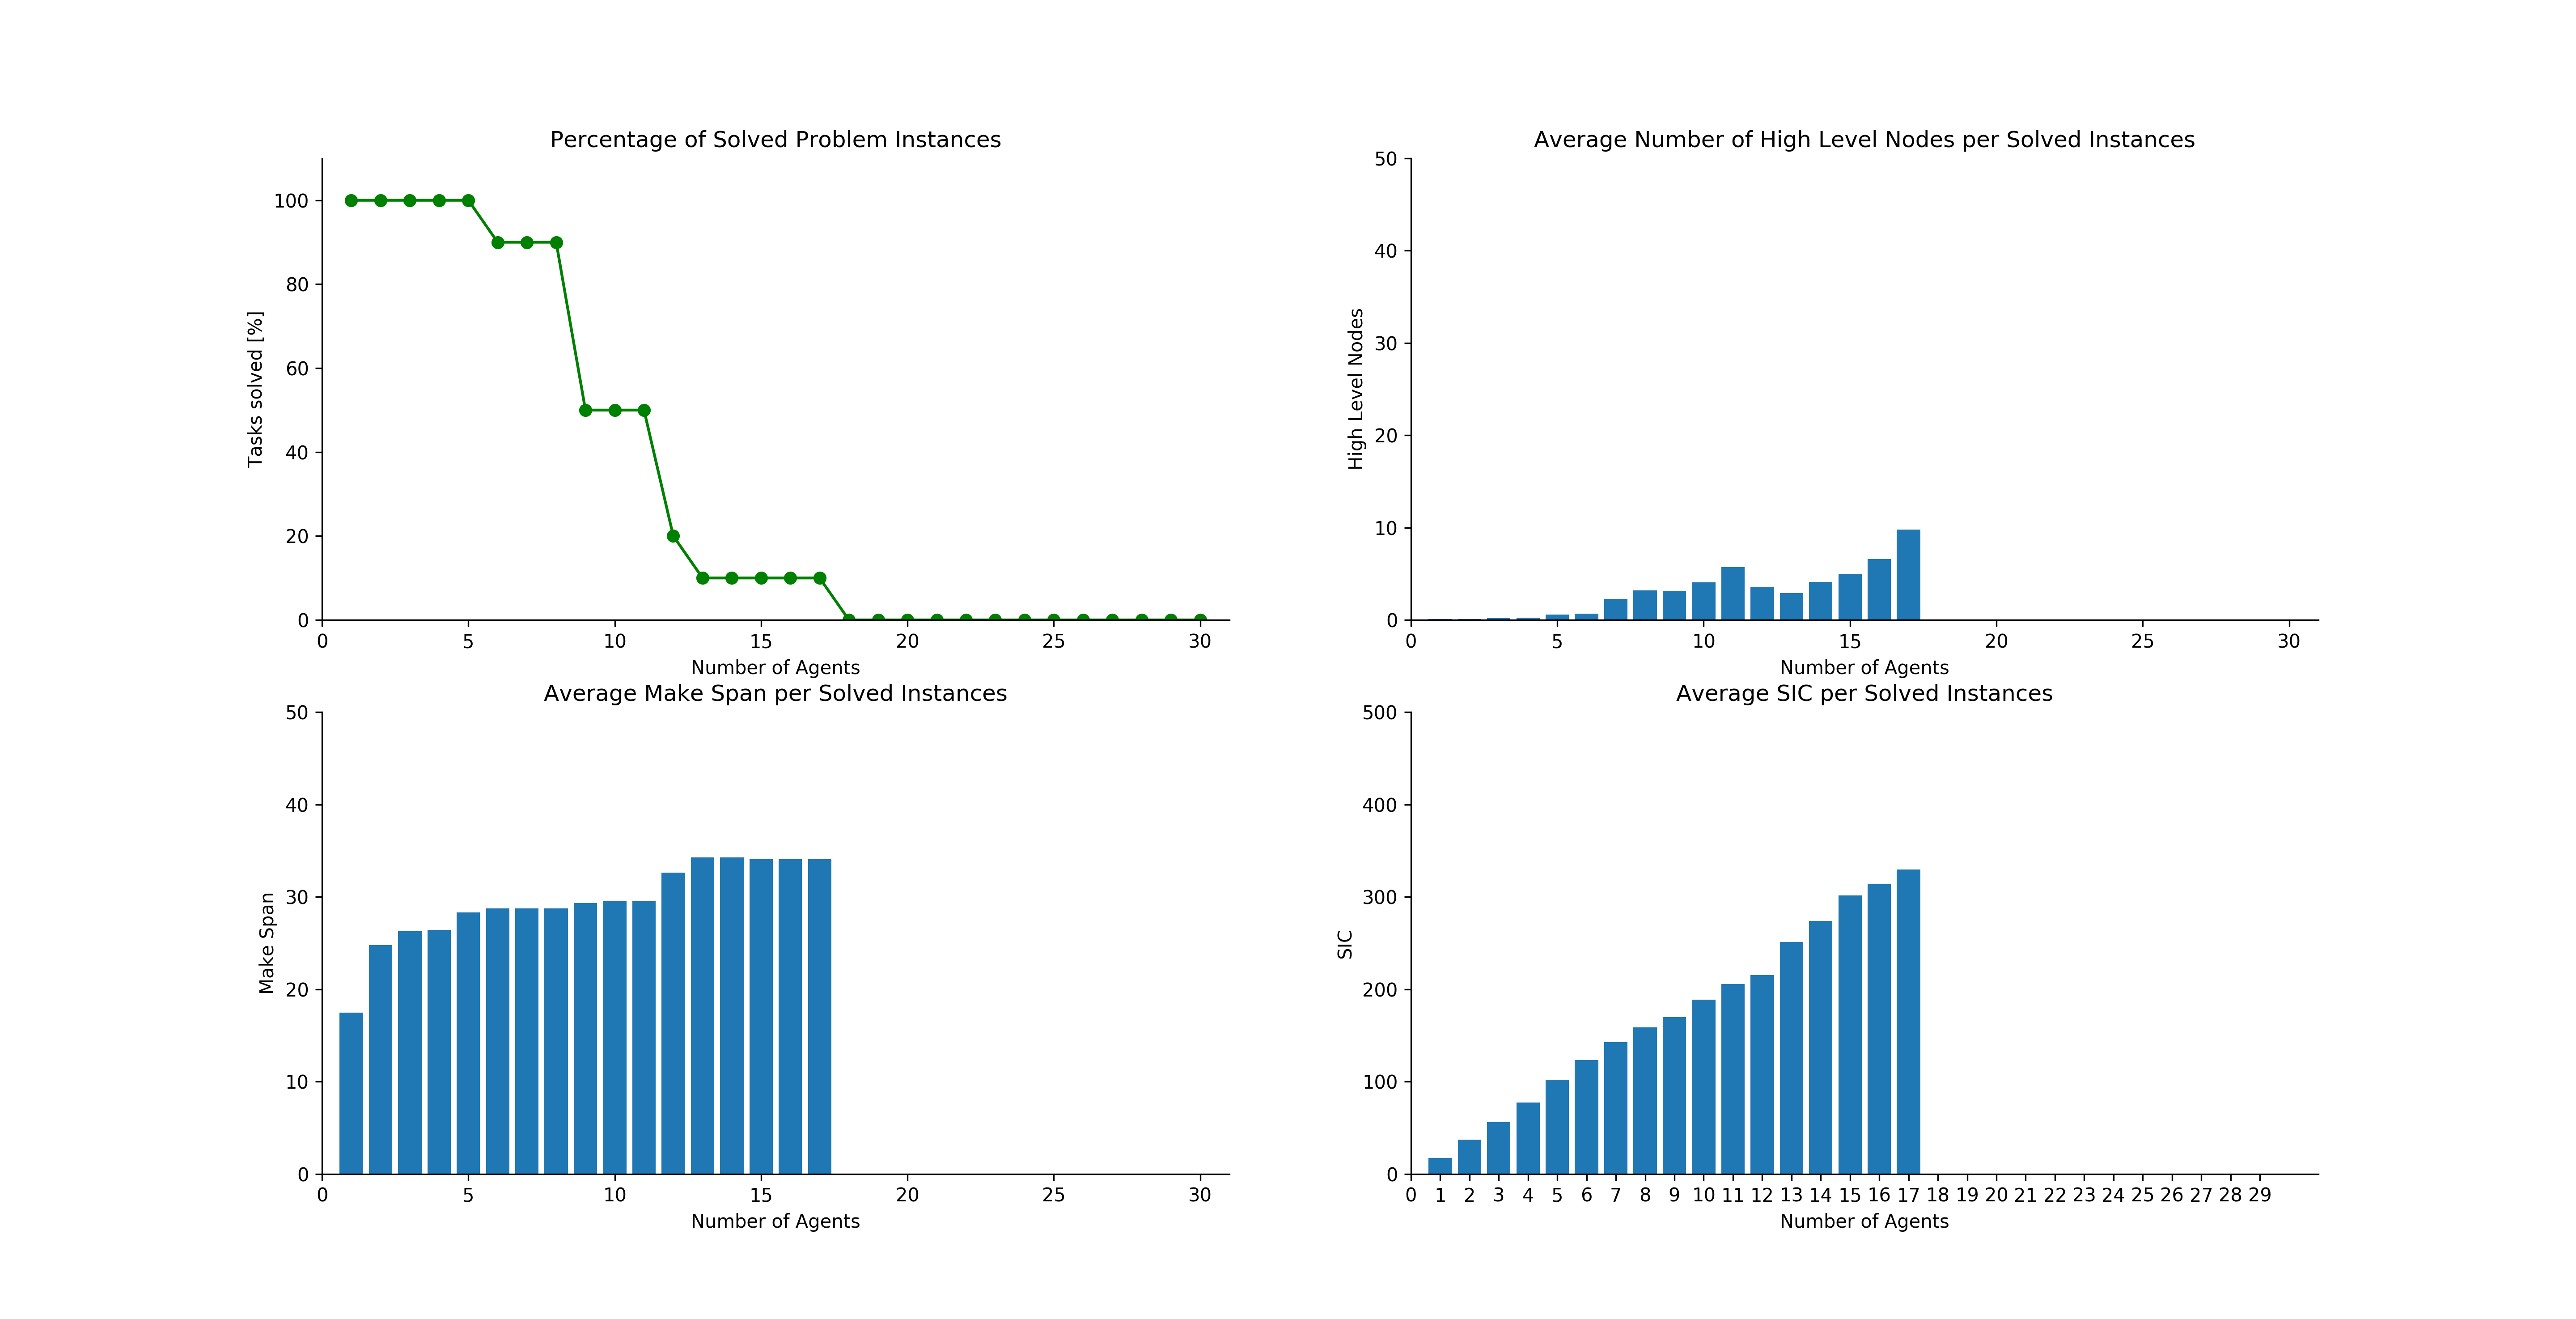 Percentage of Solved Problem Instances
100
80
60
40
20
0
Tasks solved [%]
0 5 10 15 20 25 30
Number of Agents
Average Number of High Level Nodes per Solved Instances
50
40
30
20
10
0
High Level Nodes
0 5 10 15 20 25 30
Number of Agents
Average Make Span per Solved Instances
50
40
30
20
10
0
Make Span
0 5 10 15 20 25 30
Number of Agents
Average SIC per Solved Instances
500
400
300
200
100
0
SIC
0 1 2 3 4 5 6 7 8 9 10 11 12 13 14 15 16 17 18 19 20 21 22 23 24 25 26 27 28 29
Number of Agents